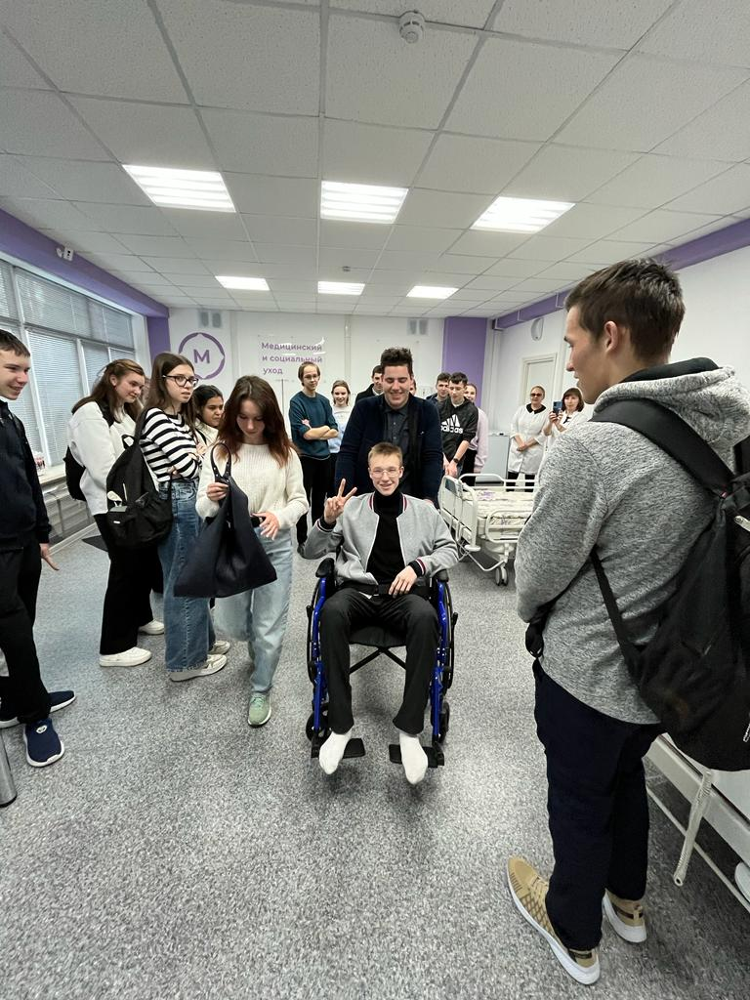 М
Медицинский
и социальный
уход
adidas